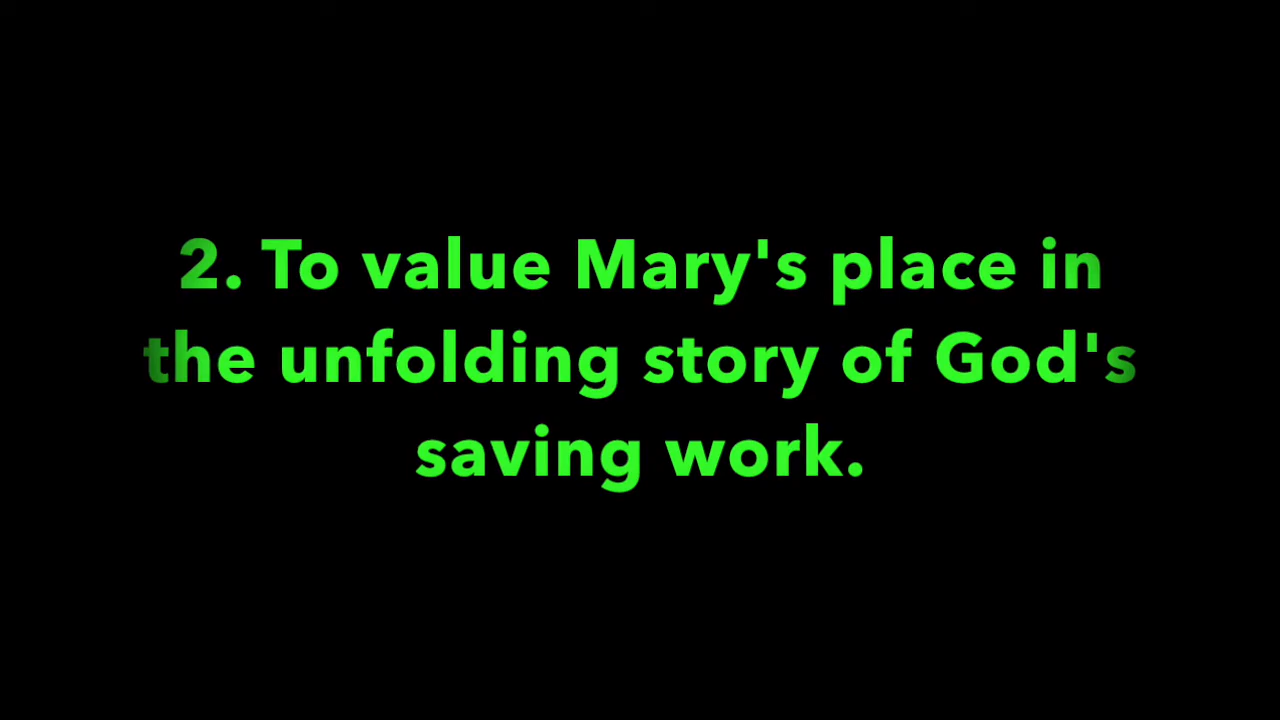 2. To value Mary's place in
the unfolding story of God's
saving work.